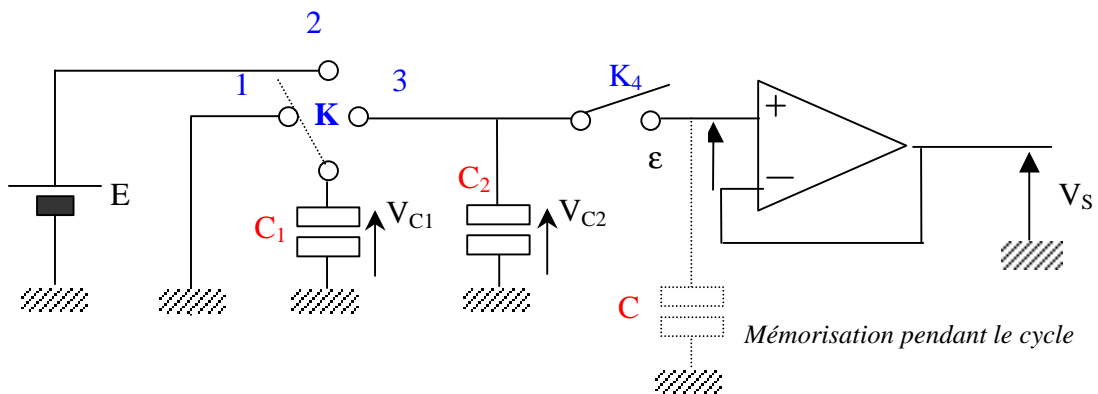 2
1
3
K
K4
+
ε
E
C1
VC1
C2
VC2
−
VS
C
Mémorisation pendant le cycle